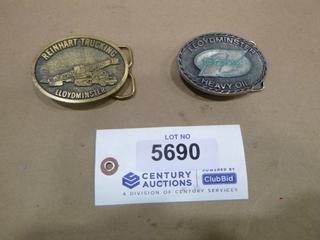 REINHART TRUCKING
LLOYDMINSTER
LLOYDMINSTER
HEAVY OIL
LOT NO
5690
CENTURY
AUCTIONS
POWERED BY
ClubBid
A DIVISION OF CENTURY SERVICES